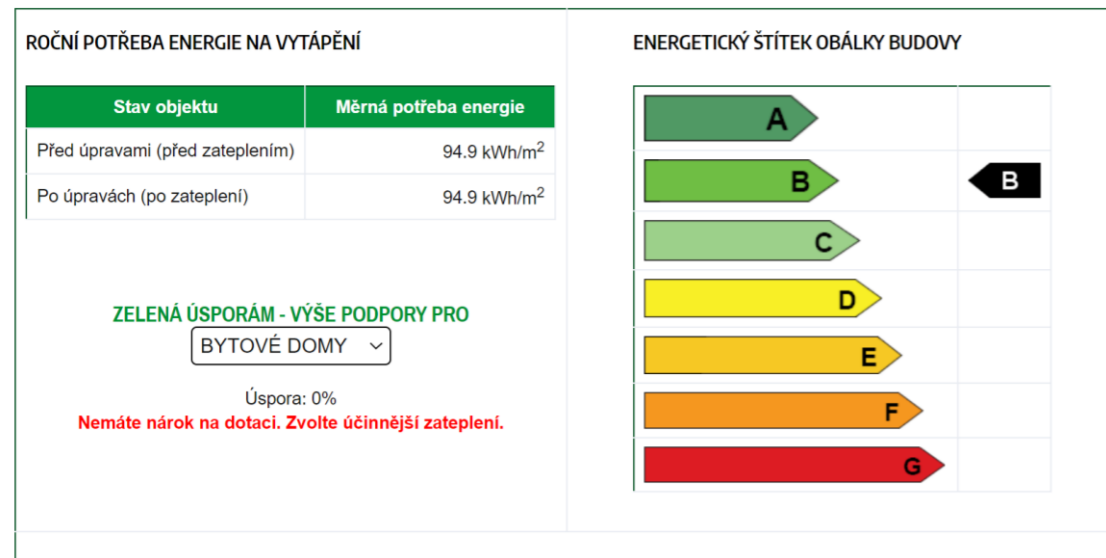 ROČNÍ POTŘEBA ENERGIE NA VYTÁPĚNÍ
Stav objektu Měrná potřeba energie
Před úpravami (před zateplením) 94.9 kWh/m²
Po úpravách (po zateplení) 94.9 kWh/m²
ZELENÁ ÚSPORÁM - VÝŠE PODPORY PRO
BYTOVÉ DOMY
Úspora: 0%
Nemáte nárok na dotaci. Zvolte účinnější zateplení.
ENERGETICKÝ ŠTÍTEK OBÁLKY BUDOVY
A
B B
C
D
E
F
G